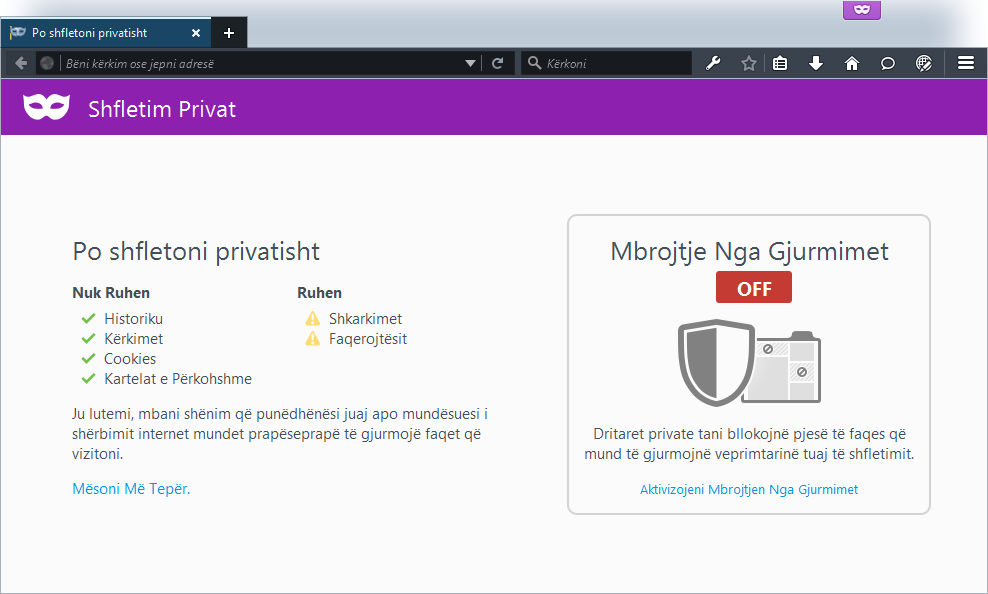 Po shfletoni privatisht
Bëni kërkim ose jepni adresë
Kërkoni
Shfletim Privat
Po shfletoni privatisht
Nuk Ruhen
Historiku
Kërkimet
Cookies
Kartelat e Përkohshme
Ruhen
Shkarkimet
Faqerojtësit
Ju lutemi, mbani shënim që punëdhënësi juaj apo mundësuesi i
shërbimit internet mundet prapëseprapë të gjurmojë faqet që
vizitoni.
Mësoni Më Tepër.
Mbrojtje Nga Gjurmimet
OFF
Dritaret private tani bllokojnë pjesë të faqes që
mund të gjurmojnë veprimtarinë tuaj të shfletimit.
Aktivizojeni Mbrojtjen Nga Gjurmimet